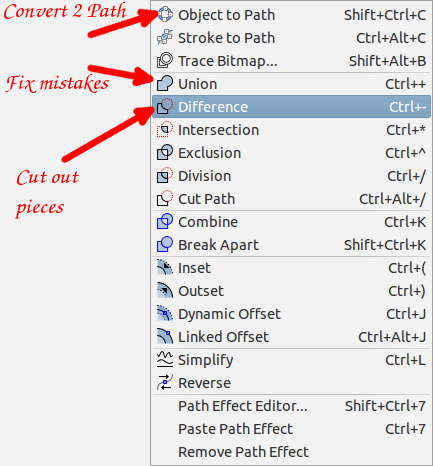 Convert 2 Path
Object to Path Shift+Ctrl+C
Stroke to Path Ctrl+Alt+C
Trace Bitmap... Shift+Alt+B
Fix mistakes
Union Ctrl++
Difference Ctrl+-
Intersection Ctrl+*
Exclusion Ctrl+^
Cut out
pieces
Division Ctrl+/
Cut Path Ctrl+Alt+/
Combine Ctrl+K
Break Apart Shift+Ctrl+K
Inset Ctrl+(
Outset Ctrl+)
Dynamic Offset Ctrl+J
Linked Offset Ctrl+Alt+J
Simplify Ctrl+L
Reverse
Path Effect Editor... Shift+Ctrl+7
Paste Path Effect Ctrl+7
Remove Path Effect